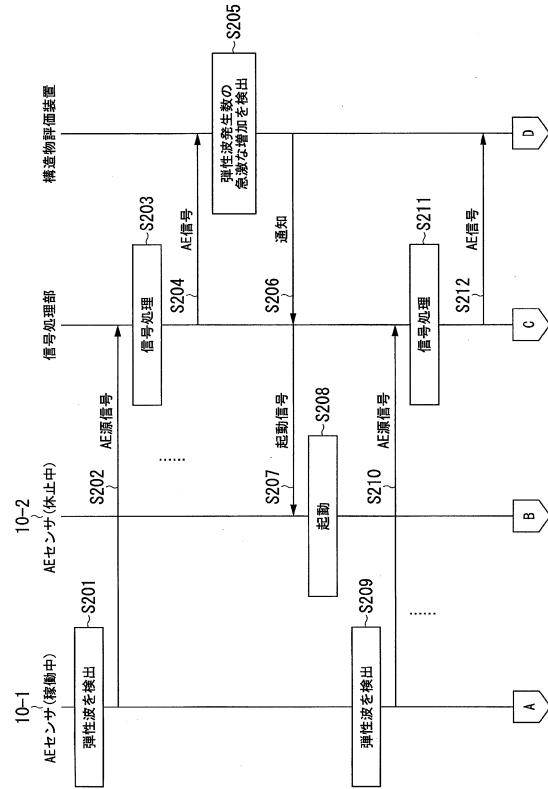 10-1
AEセンサ(稼働中)
10-2
AEセンサ(休止中)
信号処理部
構造物評価装置
弾性波を検出
S201
AE源信号
S202
信号処理
S203
……
AE信号
S204
弾性波発生数の
急激な増加を検出
S205
通知
S206
起動信号
S207
起動
S208
弾性波を検出
S209
AE源信号
S210
……
信号処理
S211
AE信号
S212
A
B
C
D